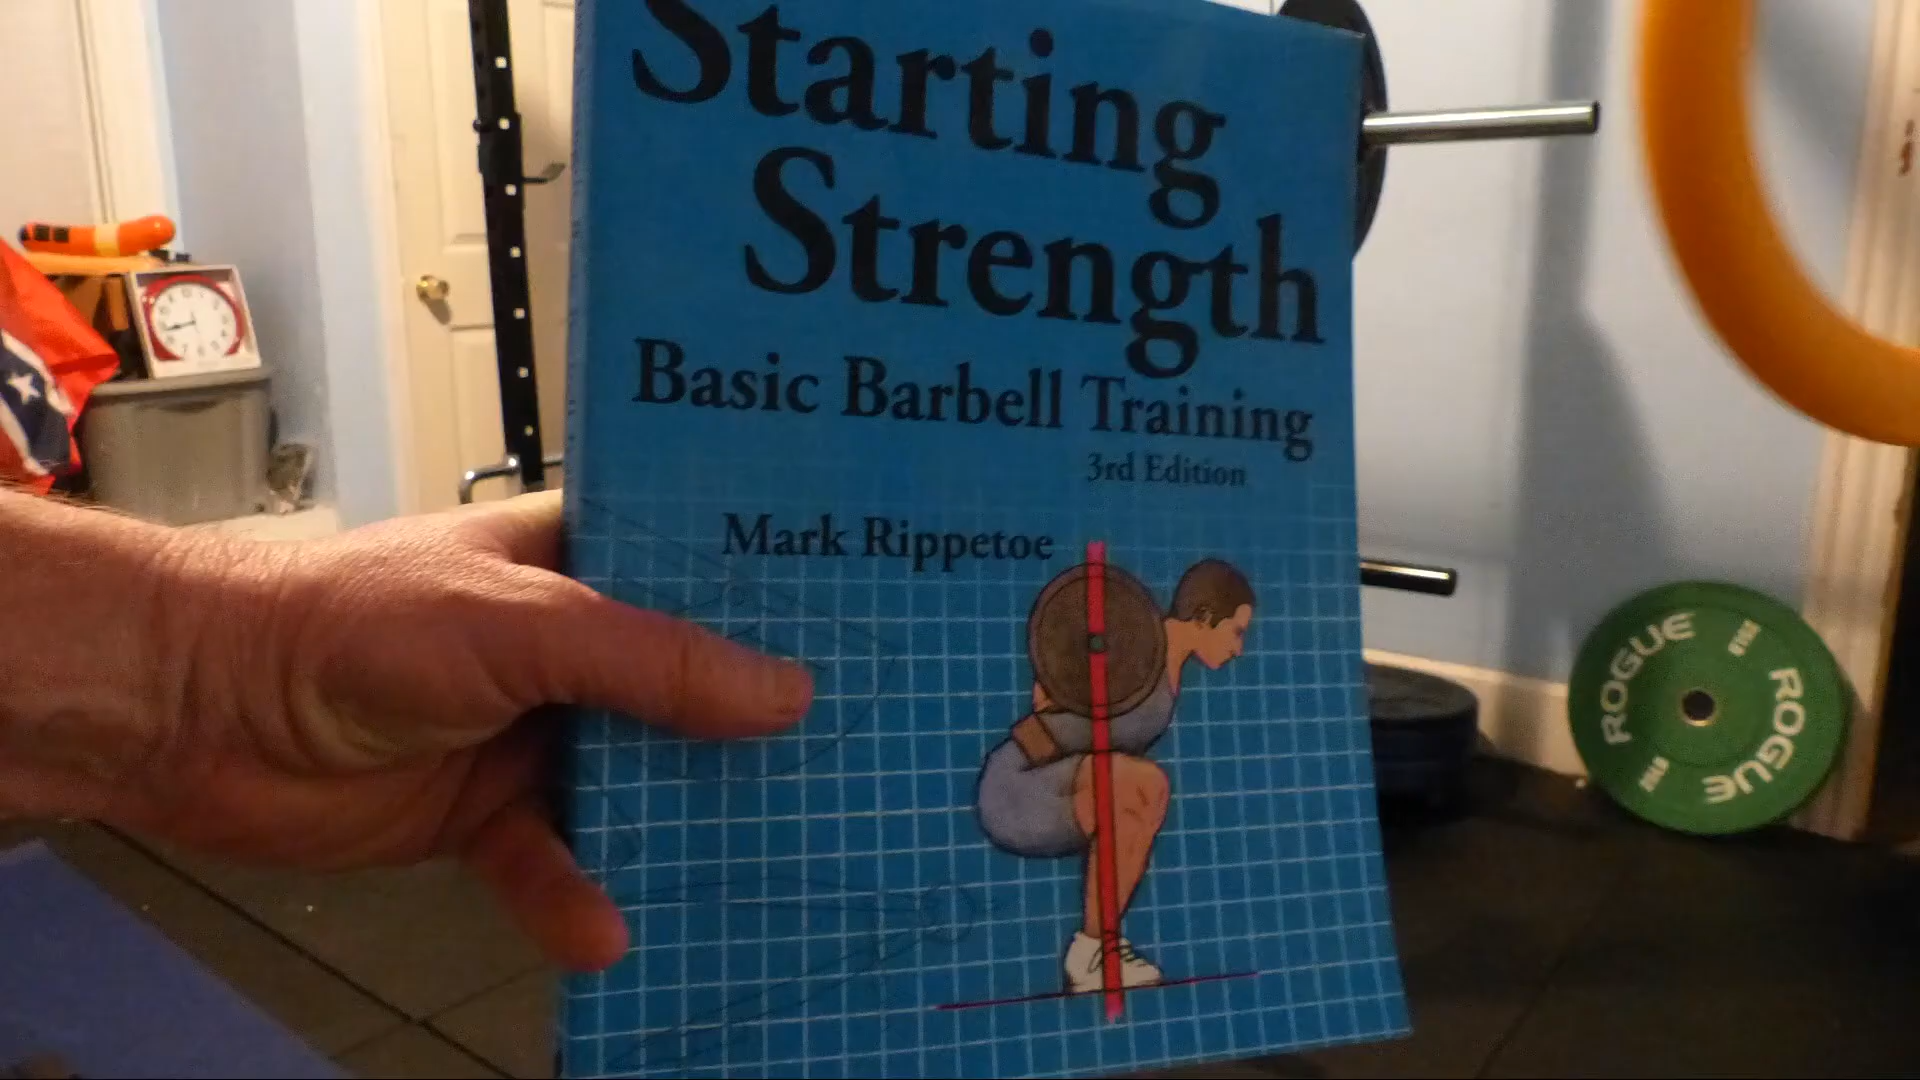 Starting
Strength
Basic Barbell Training
3rd Edition
Mark Rippetoe
ROGUE
ROGUE